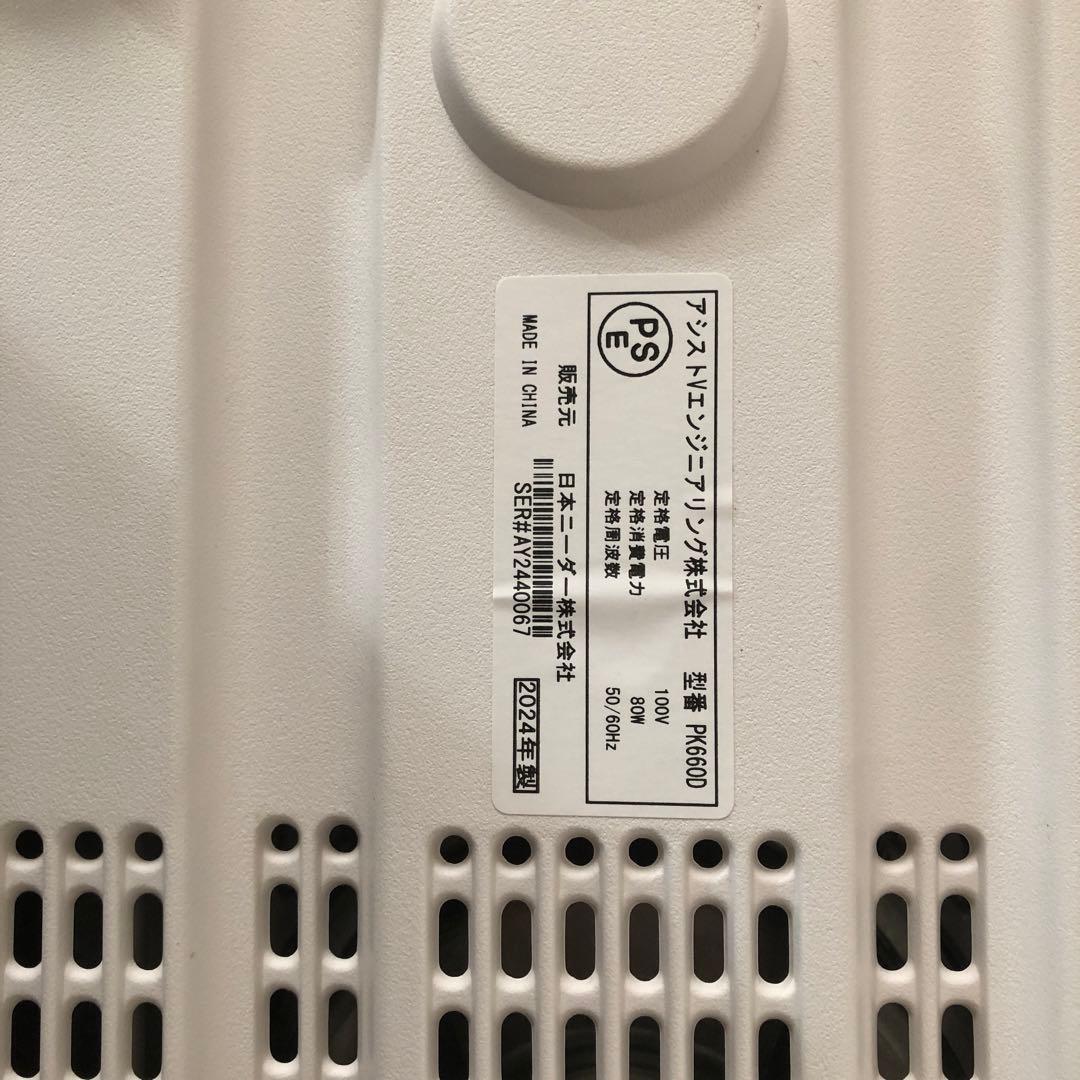 アシストVエンジニアリング株式会社 型番 PK660D
PS
E
定格電圧 100V
定格消費電力 80W
定格周波数 50/60Hz
販売元 日本ニーダー株式会社
MADE IN CHINA
SER#AY2440067
2024年製